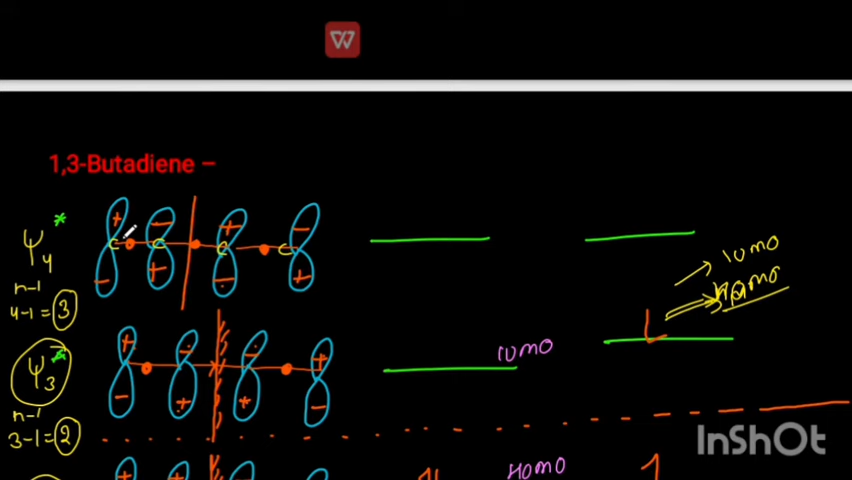 W
1,3-Butadiene –
ψ4 *
n-1
4-1 = 3
+ - + -
- + - +
LUMO
HOMO
ψ3 *
n-1
3-1 = 2
+ - - +
- + + -
LUMO
InShOt
HOMO
+ +